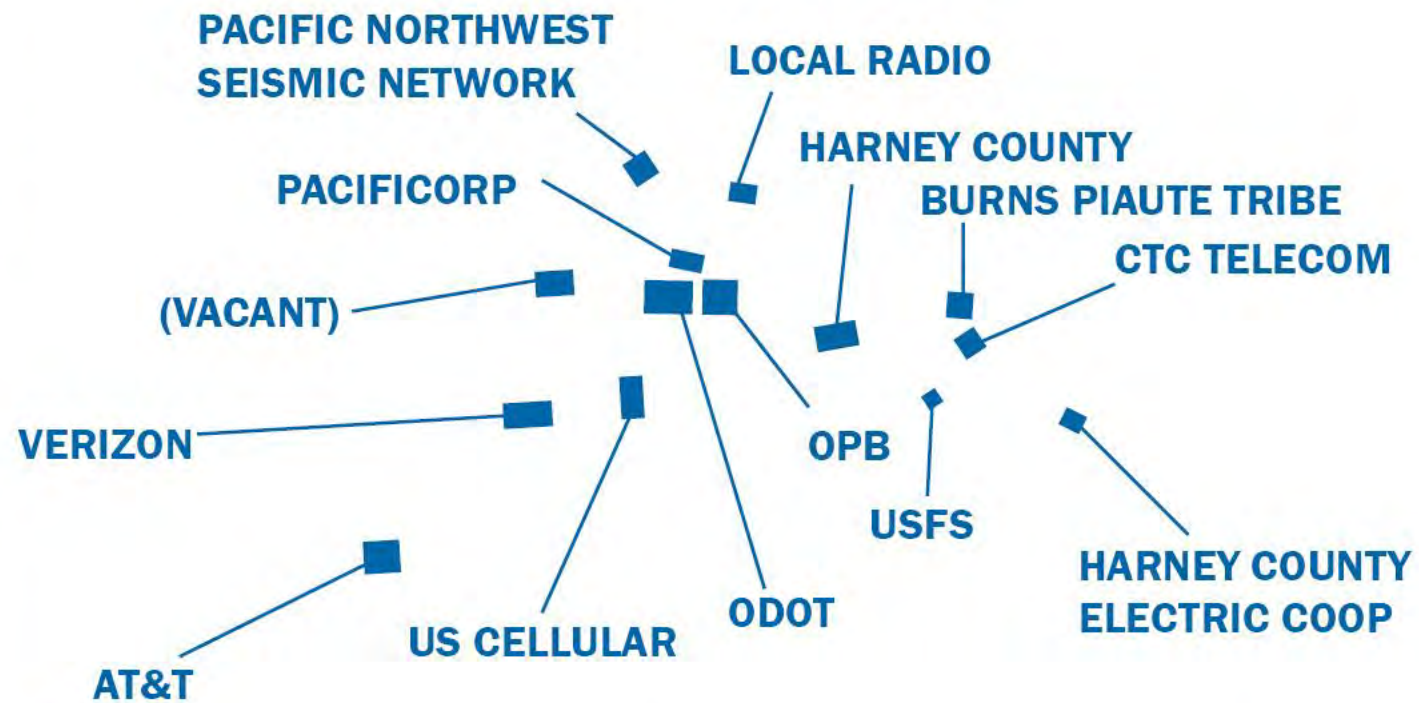 PACIFIC NORTHWEST
SEISMIC NETWORK
LOCAL RADIO
HARNEY COUNTY
PACIFICORP
BURNS PIAUTE TRIBE
CTC TELECOM
(VACANT)
VERIZON
OPB
USFS
HARNEY COUNTY
ELECTRIC COOP
ODOT
US CELLULAR
AT&T